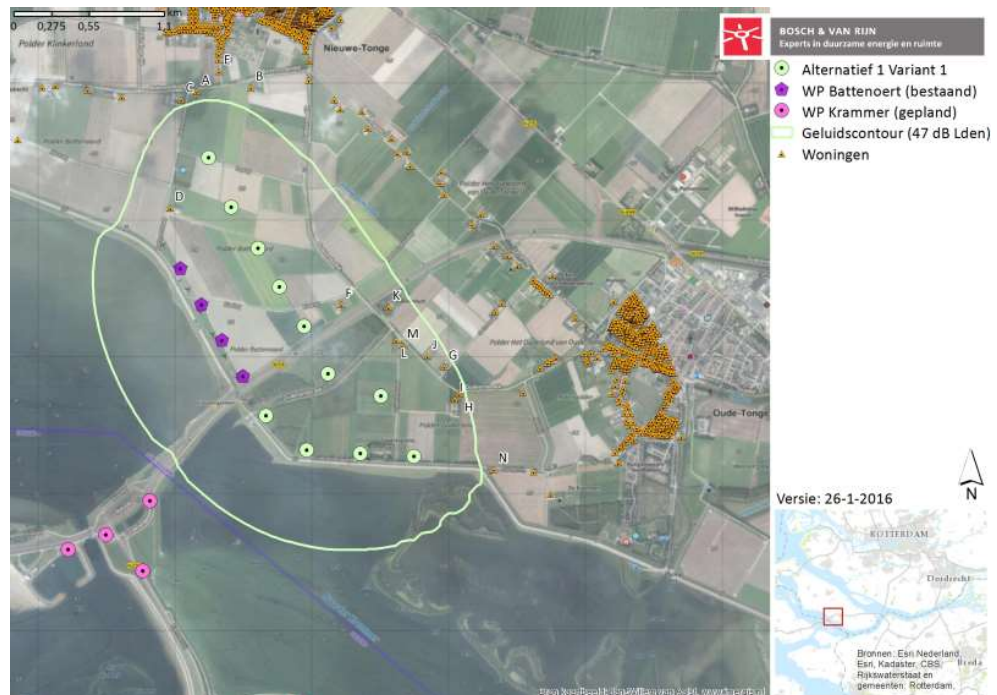 km
0 0,275 0,55 1,1
Polder Klinkerland
Nieuwe-Tonge
E
A
B
C
D
F
K
M
L
J
G
I
H
N
Oude-Tonge
BOSCH & VAN RIJN
Experts in duurzame energie en ruimte
Alternatief 1 Variant 1
WP Battenoert (bestaand)
WP Krammer (gepland)
Geluidscontour (47 dB Lden)
Woningen
N
Versie: 26-1-2016
ROTTERDAM
Dordrecht
Breda
Bronnen: Esri Nederland,
Esri, Kadaster, CBS,
Rijkswaterstaat en
gemeenten: Rotterdam,